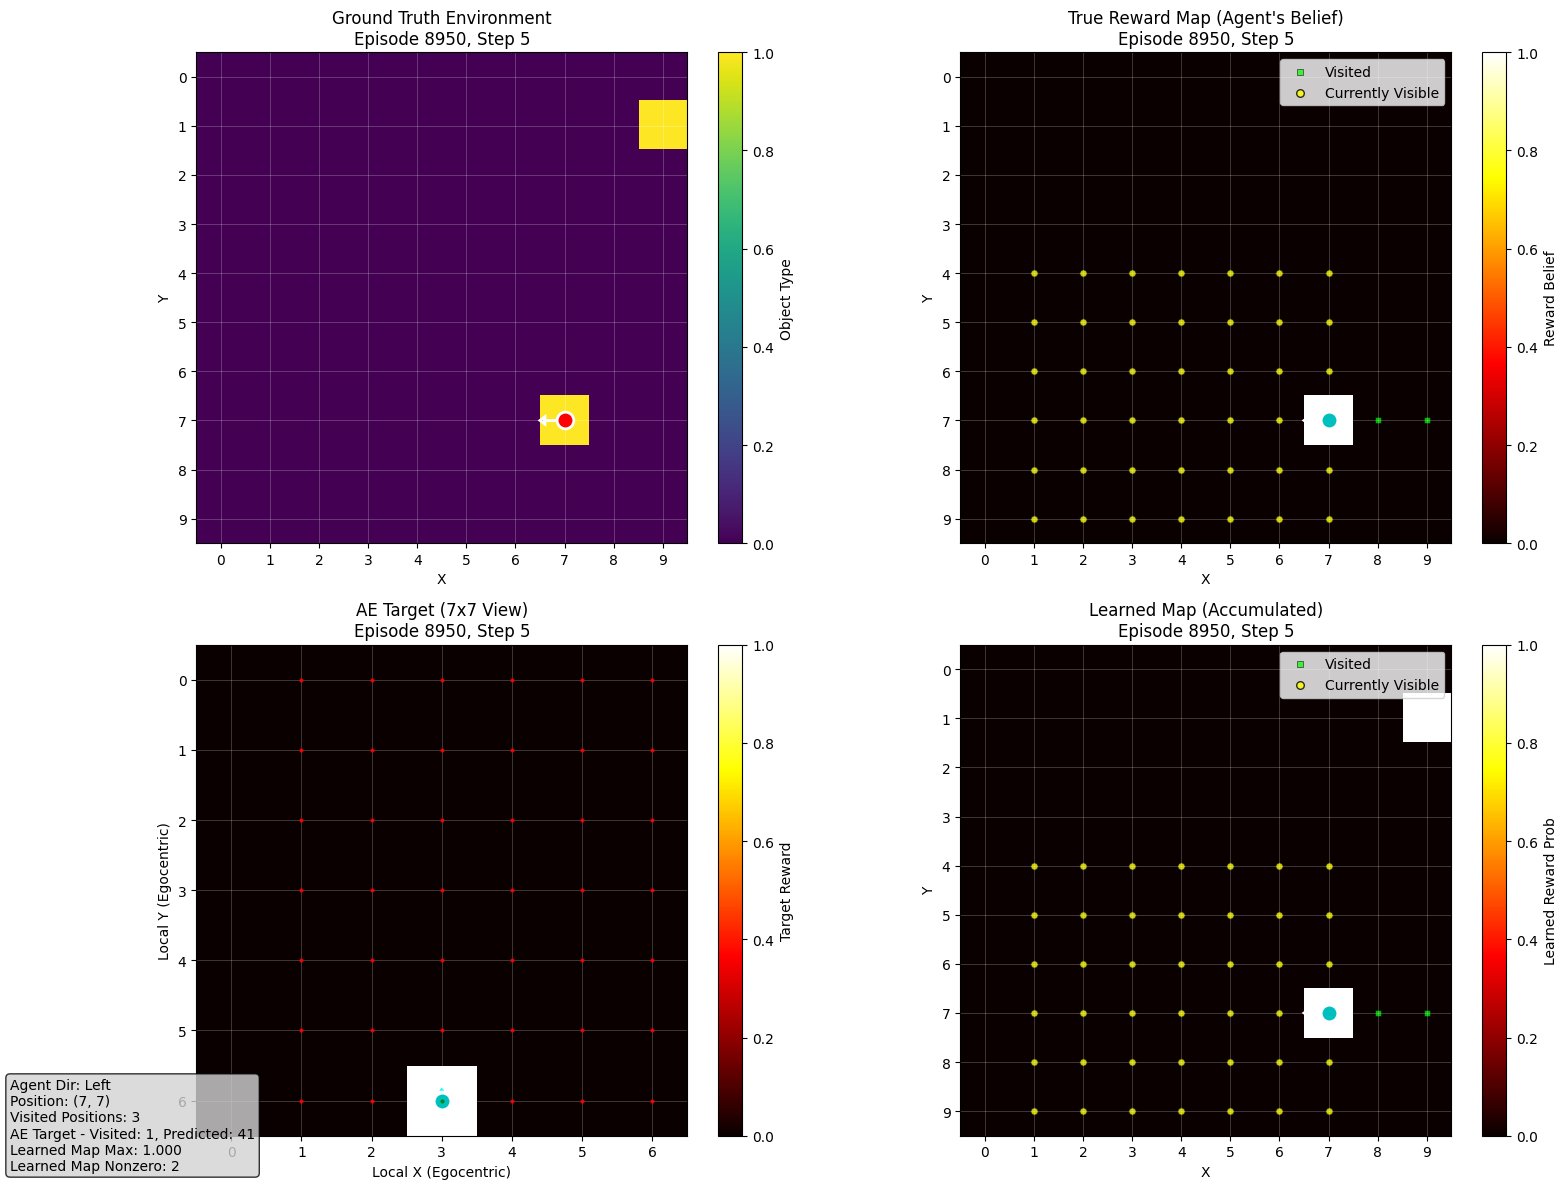 Ground Truth Environment
Episode 8950, Step 5
0
1
2
3
4
5
6
7
8
9
Y
0 1 2 3 4 5 6 7 8 9
X
1.0
0.8
0.6
0.4
0.2
0.0
Object Type
True Reward Map (Agent's Belief)
Episode 8950, Step 5
Visited
Currently Visible
0
1
2
3
4
5
6
7
8
9
Y
0 1 2 3 4 5 6 7 8 9
X
1.0
0.8
0.6
0.4
0.2
0.0
Reward Belief
AE Target (7x7 View)
Episode 8950, Step 5
0
1
2
3
4
5
6
Local Y (Egocentric)
0 1 2 3 4 5 6
Local X (Egocentric)
1.0
0.8
0.6
0.4
0.2
0.0
Target Reward
Agent Dir: Left
Position: (7, 7)
Visited Positions: 3
AE Target - Visited: 1, Predicted: 41
Learned Map Max: 1.000
Learned Map Nonzero: 2
Learned Map (Accumulated)
Episode 8950, Step 5
Visited
Currently Visible
0
1
2
3
4
5
6
7
8
9
Y
0 1 2 3 4 5 6 7 8 9
X
1.0
0.8
0.6
0.4
0.2
0.0
Learned Reward Prob